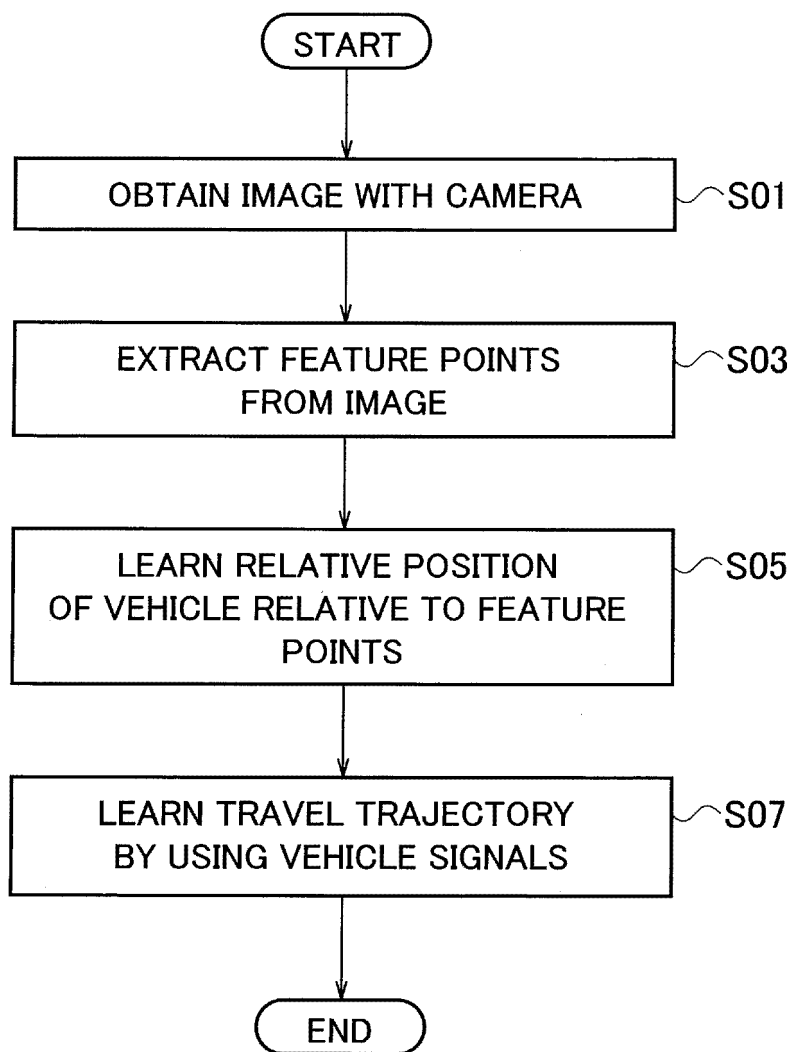 START
OBTAIN IMAGE WITH CAMERA
S01
EXTRACT FEATURE POINTS
FROM IMAGE
S03
LEARN RELATIVE POSITION
OF VEHICLE RELATIVE TO FEATURE
POINTS
S05
LEARN TRAVEL TRAJECTORY
BY USING VEHICLE SIGNALS
S07
END